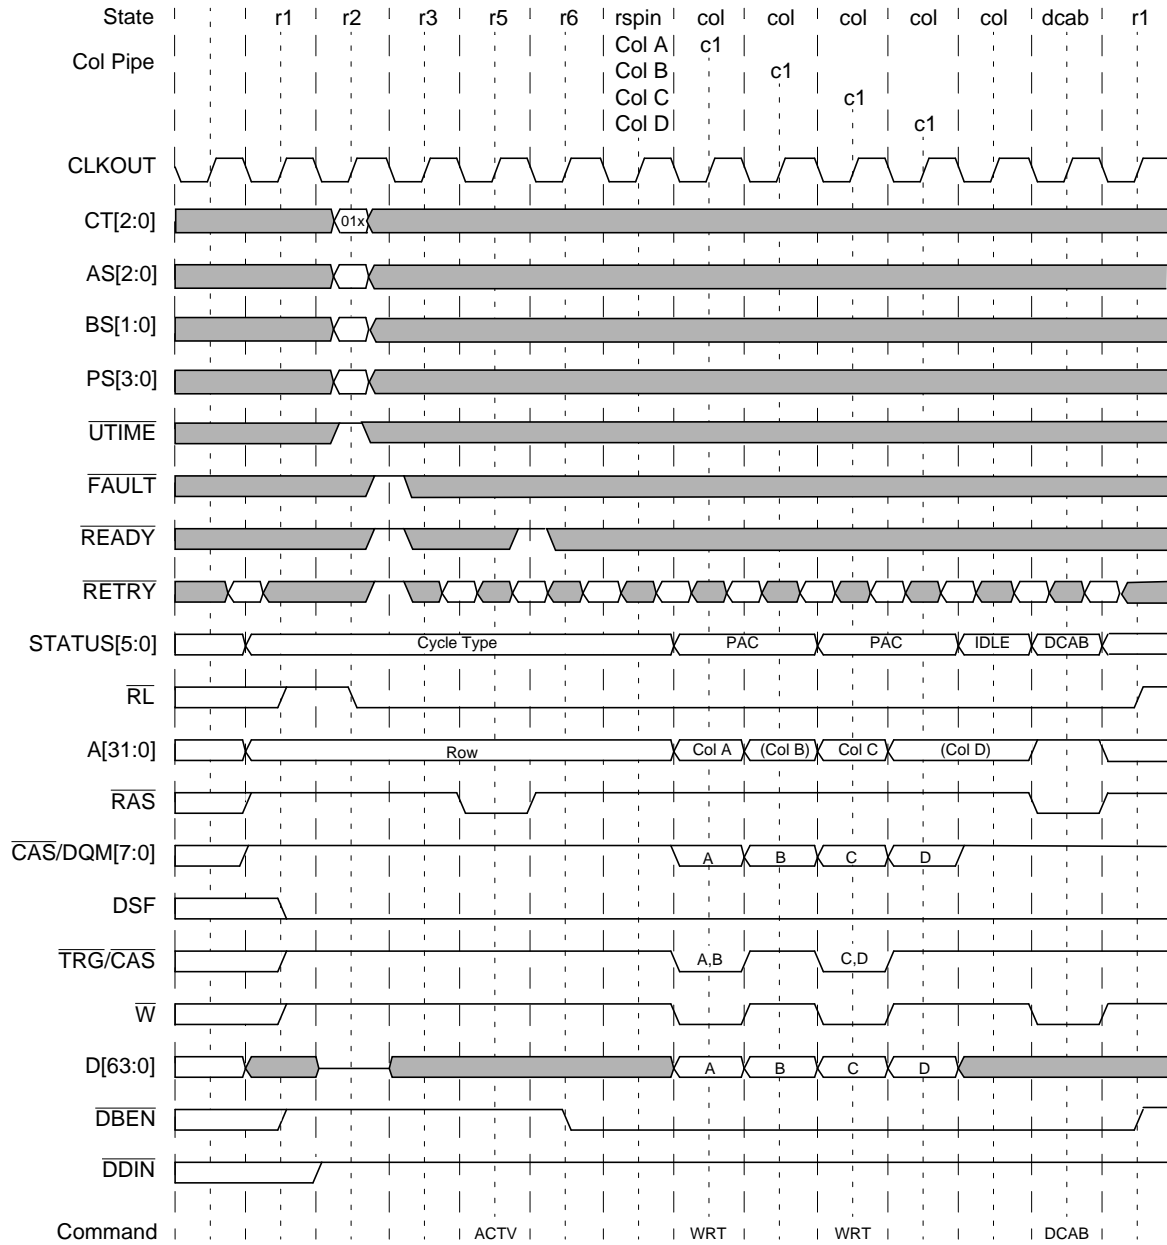 State r1 r2 r3 r5 r6 rspin col col col col col dcab r1
Col Pipe
Col A c1
Col B c1
Col C c1
Col D c1
CLKOUT
CT[2:0] 01x
AS[2:0]
BS[1:0]
PS[3:0]
UTIME
FAULT
READY
RETRY
STATUS[5:0] Cycle Type PAC PAC IDLE DCAB
RL
A[31:0] Row Col A (Col B) Col C (Col D)
RAS
CAS/DQM[7:0] A B C D
DSF
TRG/CAS A,B C,D
W
D[63:0] A B C D
DBEN
DDIN
Command ACTV WRT WRT DCAB